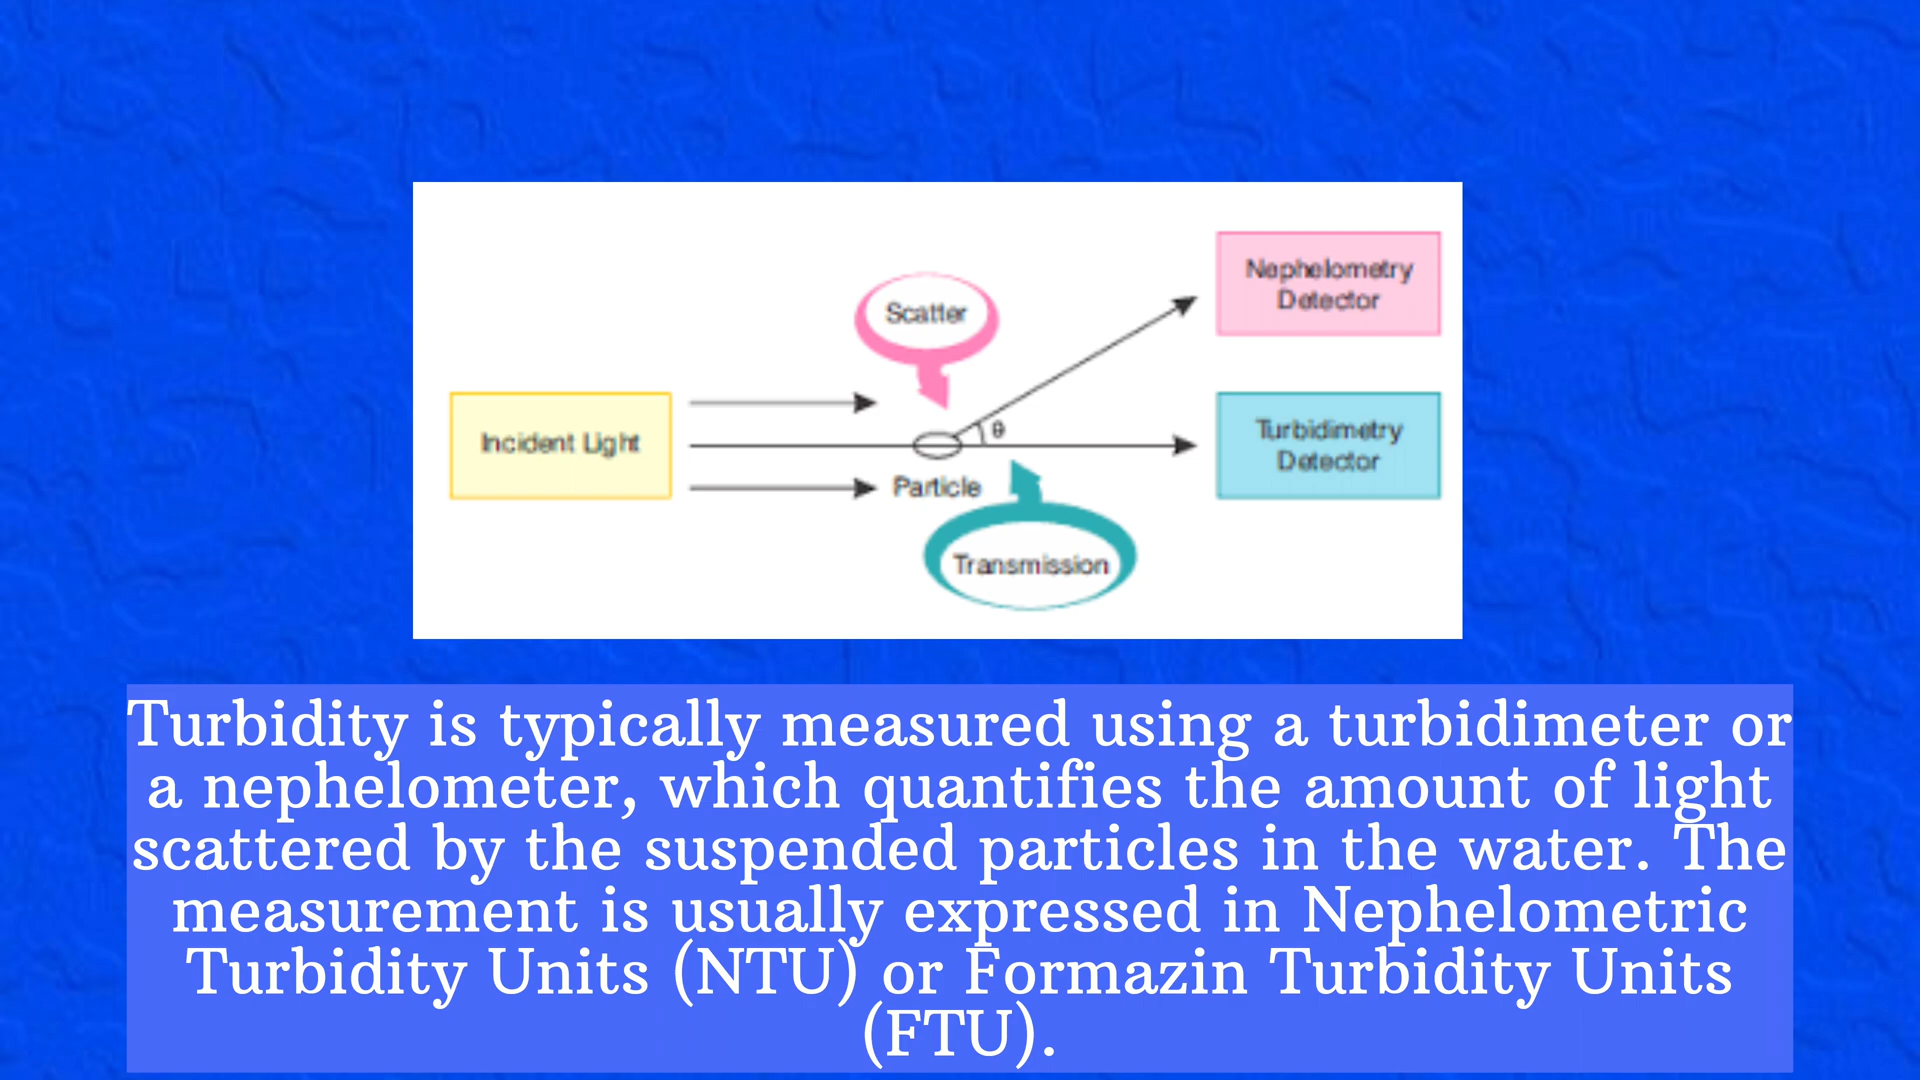 Nephelometry
Detector
Scatter
θ
Incident Light
Turbidimetry
Detector
Particle
Transmission
Turbidity is typically measured using a turbidimeter or
a nephelometer, which quantifies the amount of light
scattered by the suspended particles in the water. The
measurement is usually expressed in Nephelometric
Turbidity Units (NTU) or Formazin Turbidity Units
(FTU).